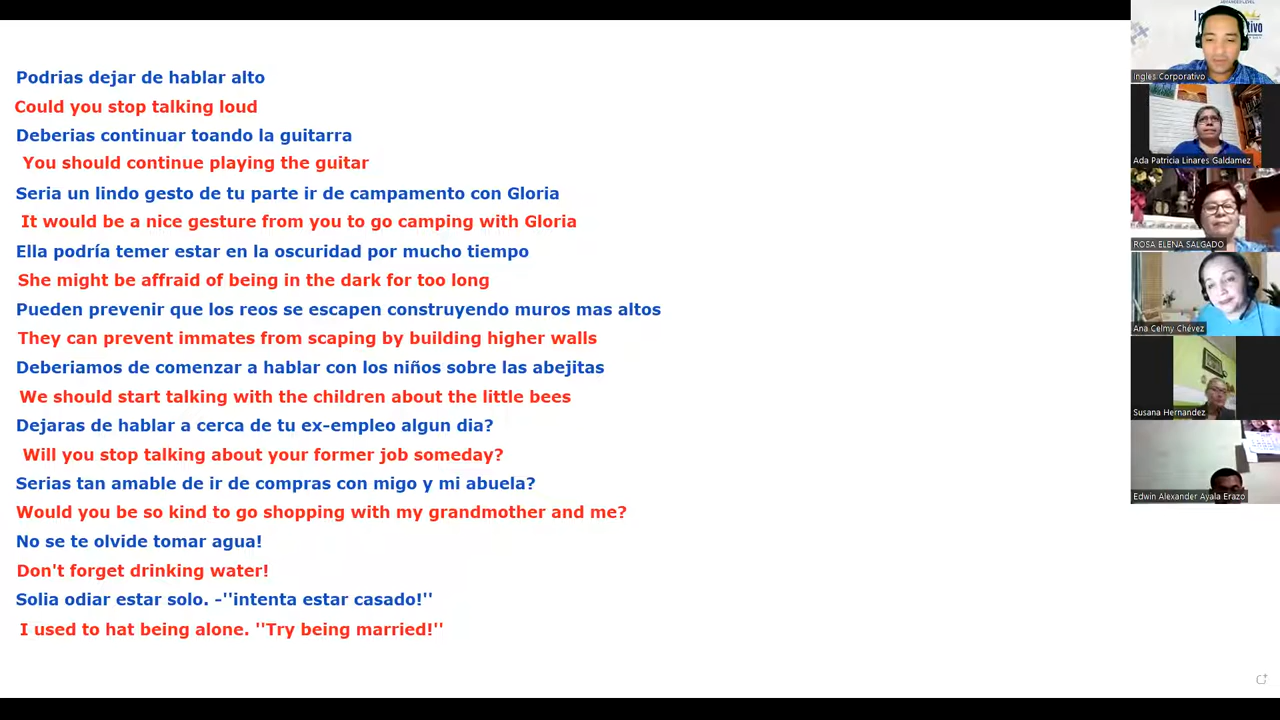 Podrias dejar de hablar alto
Could you stop talking loud
Deberias continuar toando la guitarra
You should continue playing the guitar
Seria un lindo gesto de tu parte ir de campamento con Gloria
It would be a nice gesture from you to go camping with Gloria
Ella podría temer estar en la oscuridad por mucho tiempo
She might be affraid of being in the dark for too long
Pueden prevenir que los reos se escapen construyendo muros mas altos
They can prevent immates from scaping by building higher walls
Deberiamos de comenzar a hablar con los niños sobre las abejitas
We should start talking with the children about the little bees
Dejaras de hablar a cerca de tu ex-empleo algun dia?
Will you stop talking about your former job someday?
Serias tan amable de ir de compras con migo y mi abuela?
Would you be so kind to go shopping with my grandmother and me?
No se te olvide tomar agua!
Don't forget drinking water!
Solia odiar estar solo. -''intenta estar casado!''
I used to hat being alone. ''Try being married!''
Ingles Corporativo
Ada Patricia Linares Galdamez
ROSA ELENA SALGADO
Ana Celmy Chévez
Susana Hernandez
Edwin Alexander Ayala Erazo